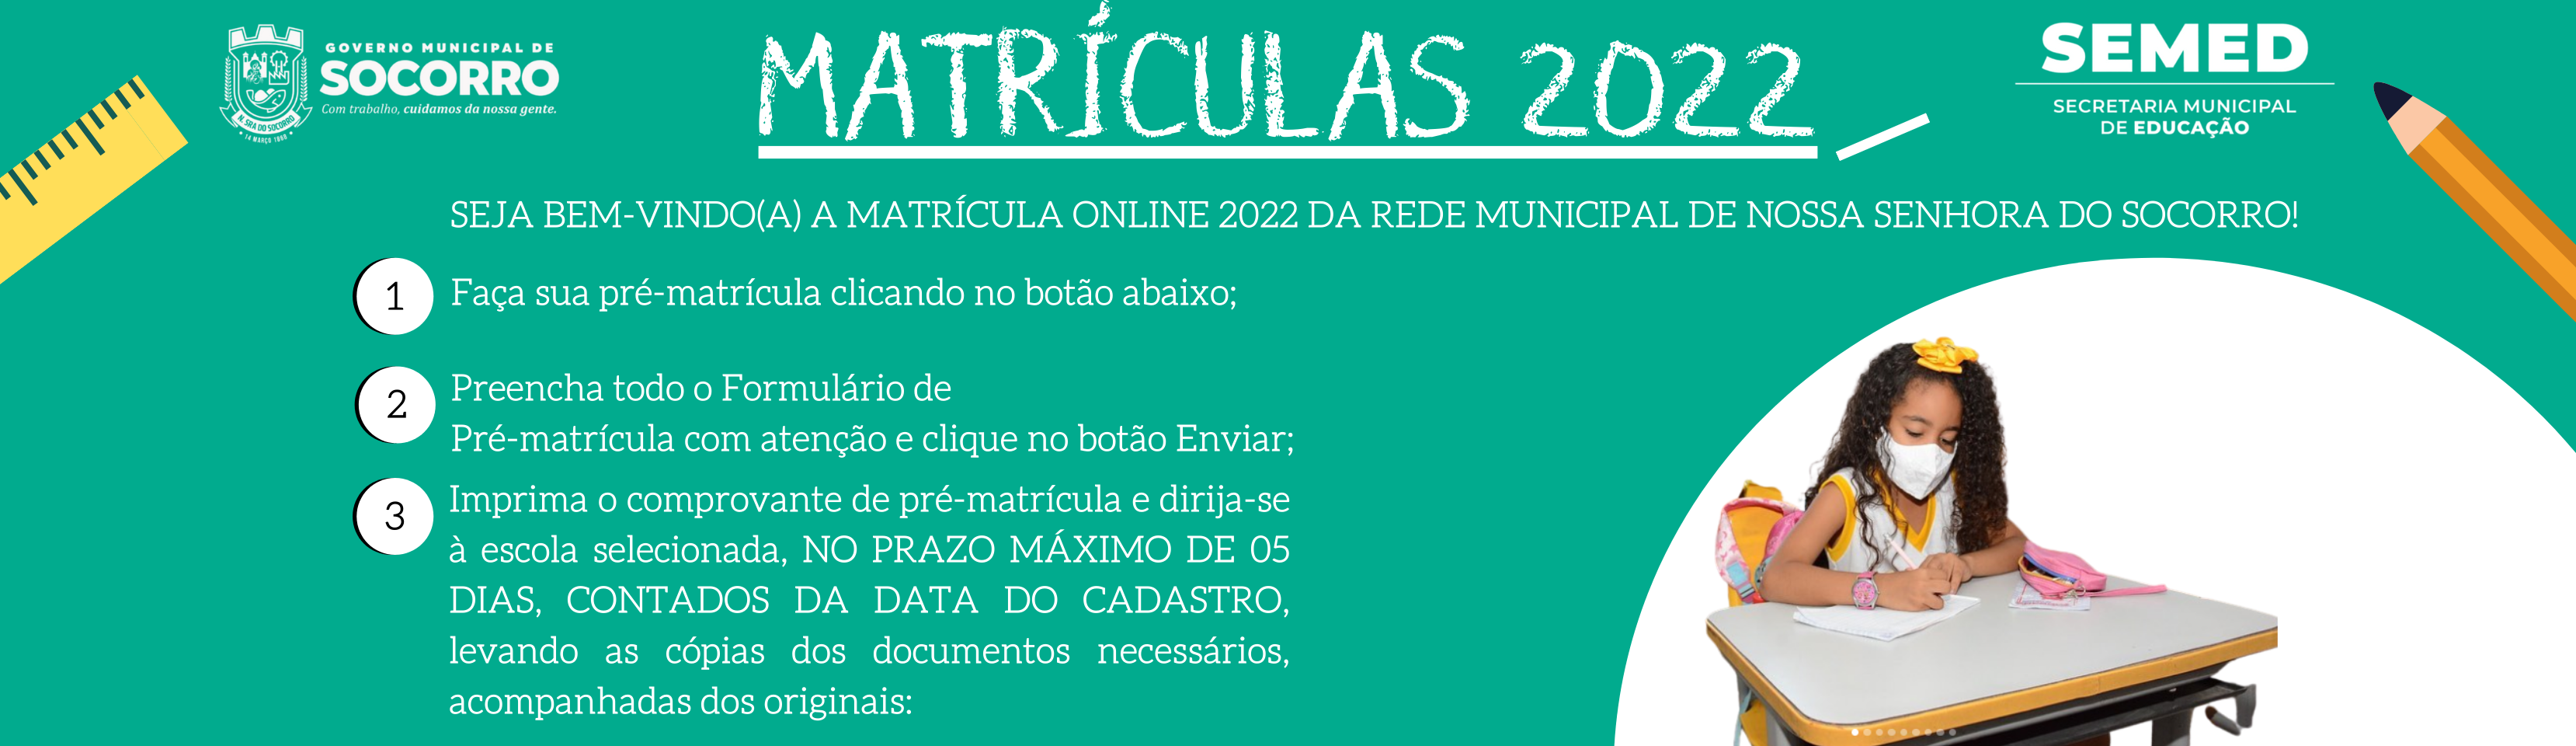 GOVERNO MUNICIPAL DE
SOCORRO
Com trabalho, cuidamos da nossa gente.
N. SRA DO SOCORRO
MATRÍCULAS 2022
SEMED
SECRETARIA MUNICIPAL
DE EDUCAÇÃO
SEJA BEM-VINDO(A) A MATRÍCULA ONLINE 2022 DA REDE MUNICIPAL DE NOSSA SENHORA DO SOCORRO!
1 Faça sua pré-matrícula clicando no botão abaixo;
2 Preencha todo o Formulário de
Pré-matrícula com atenção e clique no botão Enviar;
3 Imprima o comprovante de pré-matrícula e dirija-se
à escola selecionada, NO PRAZO MÁXIMO DE 05
DIAS, CONTADOS DA DATA DO CADASTRO,
levando as cópias dos documentos necessários,
acompanhadas dos originais: